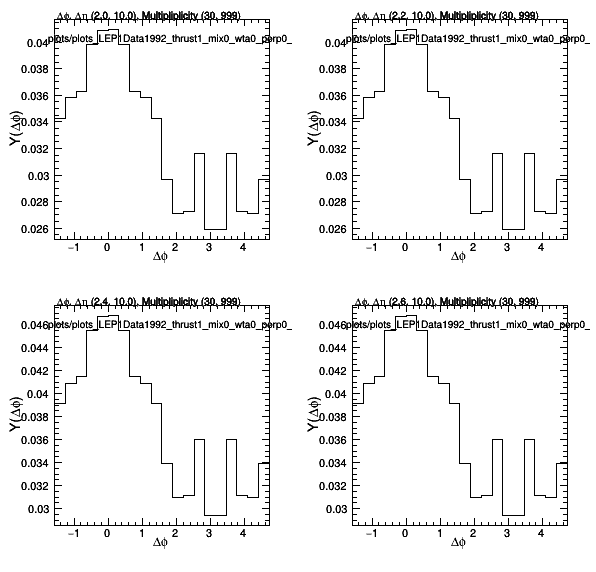 Δϕ, Δη (2.0, 10.0), Multipliplicity (30, 999)
plots/plots_LEP1Data1992_thrust1_mix0_wta0_perp0_
Y(Δϕ)
0.04
0.038
0.036
0.034
0.032
0.03
0.028
0.026
−1 0 1 2 3 4
Δϕ
Δϕ, Δη (2.2, 10.0), Multipliplicity (30, 999)
plots/plots_LEP1Data1992_thrust1_mix0_wta0_perp0_
Y(Δϕ)
0.04
0.038
0.036
0.034
0.032
0.03
0.028
0.026
−1 0 1 2 3 4
Δϕ
Δϕ, Δη (2.4, 10.0), Multipliplicity (30, 999)
plots/plots_LEP1Data1992_thrust1_mix0_wta0_perp0_
Y(Δϕ)
0.046
0.044
0.042
0.04
0.038
0.036
0.034
0.032
0.03
−1 0 1 2 3 4
Δϕ
Δϕ, Δη (2.6, 10.0), Multipliplicity (30, 999)
plots/plots_LEP1Data1992_thrust1_mix0_wta0_perp0_
Y(Δϕ)
0.046
0.044
0.042
0.04
0.038
0.036
0.034
0.032
0.03
−1 0 1 2 3 4
Δϕ